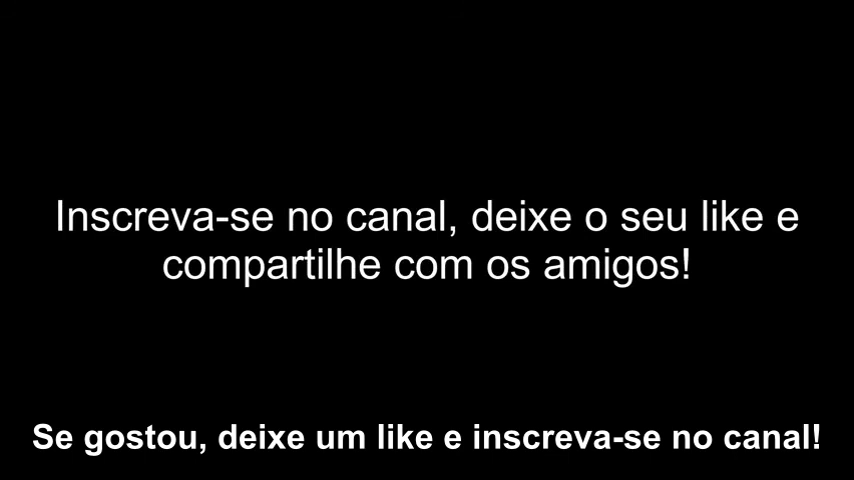 Inscreva-se no canal, deixe o seu like e
compartilhe com os amigos!
Se gostou, deixe um like e inscreva-se no canal!